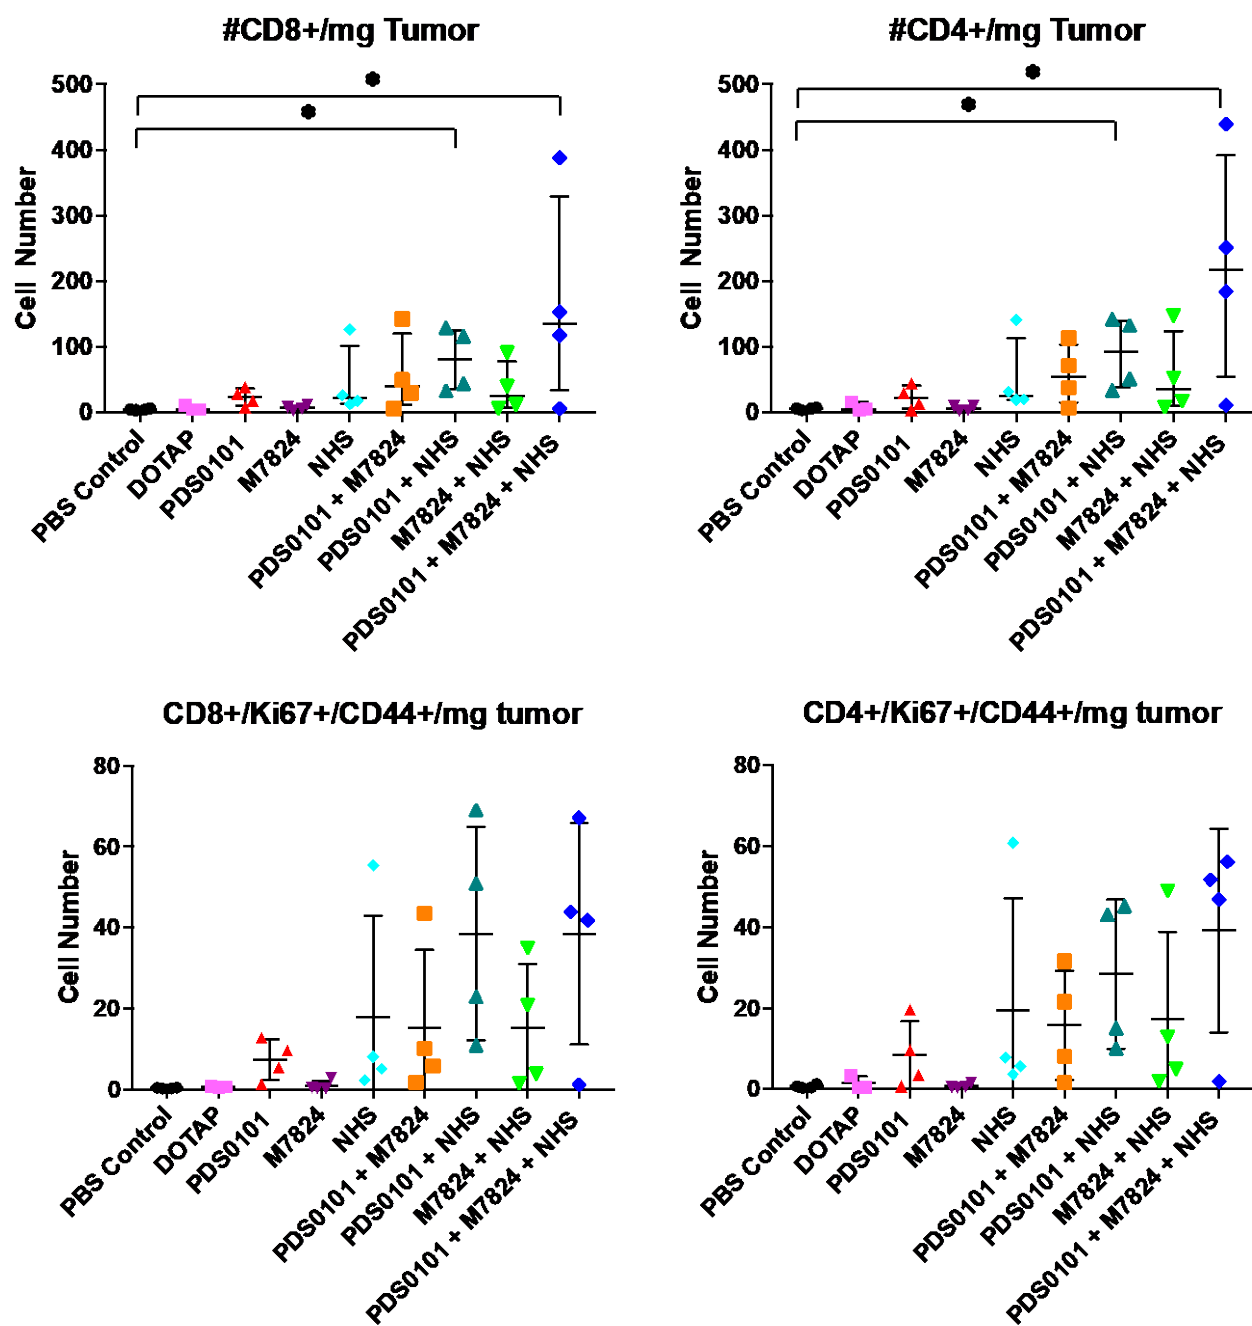 #CD8+/mg Tumor
Cell Number
500
400
300
200
100
0
*
*
PBS Control
DOTAP
PDS0101
M7824
NHS
PDS0101 + M7824
PDS0101 + NHS
M7824 + NHS
PDS0101 + M7824 + NHS
#CD4+/mg Tumor
Cell Number
500
400
300
200
100
0
*
*
PBS Control
DOTAP
PDS0101
M7824
NHS
PDS0101 + M7824
PDS0101 + NHS
M7824 + NHS
PDS0101 + M7824 + NHS
CD8+/Ki67+/CD44+/mg tumor
Cell Number
80
60
40
20
0
PBS Control
DOTAP
PDS0101
M7824
NHS
PDS0101 + M7824
PDS0101 + NHS
M7824 + NHS
PDS0101 + M7824 + NHS
CD4+/Ki67+/CD44+/mg tumor
Cell Number
80
60
40
20
0
PBS Control
DOTAP
PDS0101
M7824
NHS
PDS0101 + M7824
PDS0101 + NHS
M7824 + NHS
PDS0101 + M7824 + NHS